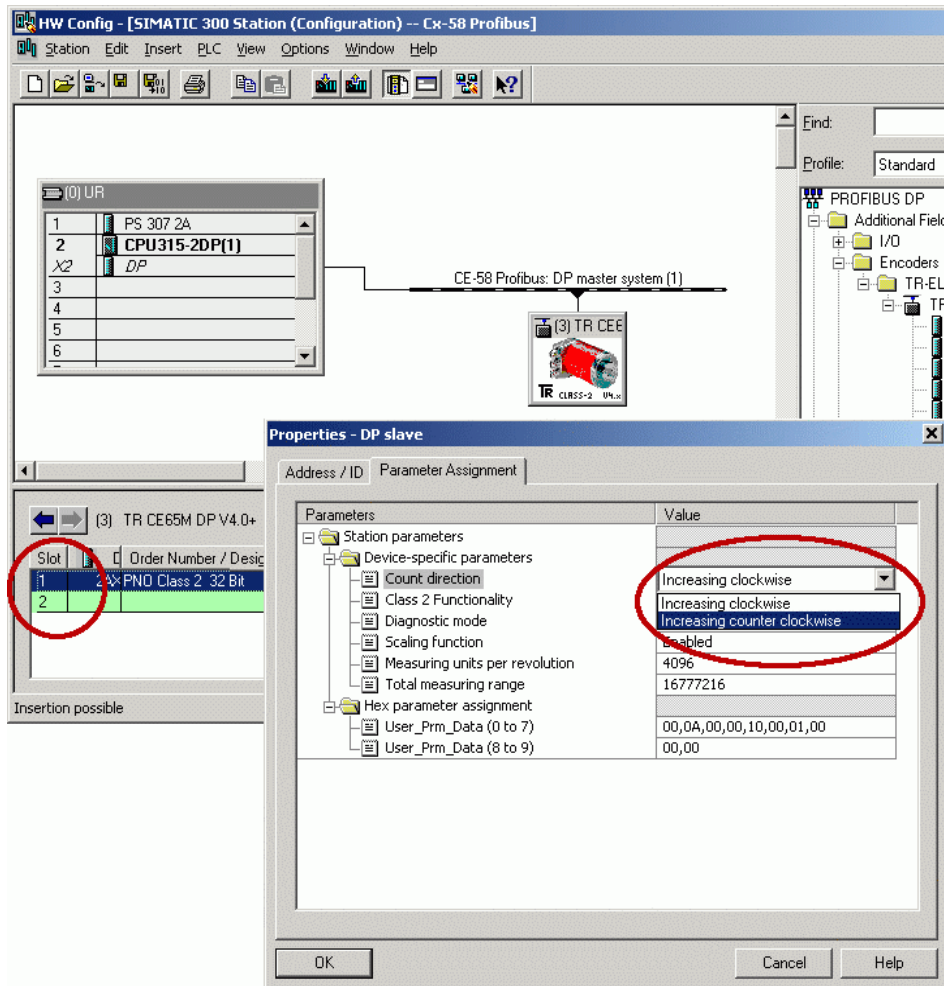 HW Config - [SIMATIC 300 Station (Configuration) -- Cx-58 Profibus]
Station Edit Insert PLC View Options Window Help
Find:
Profile: Standard
(0) UR
1 PS 307 2A
2 CPU315-2DP(1)
X2 DP
3
4
5
6
CE-58 Profibus: DP master system (1)
(3) TR CEE
TR CLASS-2 V4.x
PROFIBUS DP
Additional Field
I/O
Encoders
TR-EL
TR
Properties - DP slave
Address / ID Parameter Assignment
(3) TR CE65M DP V4.0+
Slot D Order Number / Desig
1 2AX PNO Class 2 32 Bit
2
Insertion possible
Parameters Value
Station parameters
Device-specific parameters
Count direction Increasing clockwise
Class 2 Functionality Increasing clockwise
Diagnostic mode Increasing counter clockwise
Scaling function Enabled
Measuring units per revolution 4096
Total measuring range 16777216
Hex parameter assignment
User_Prm_Data (0 to 7) 00,0A,00,00,10,00,01,00
User_Prm_Data (8 to 9) 00,00
OK Cancel Help